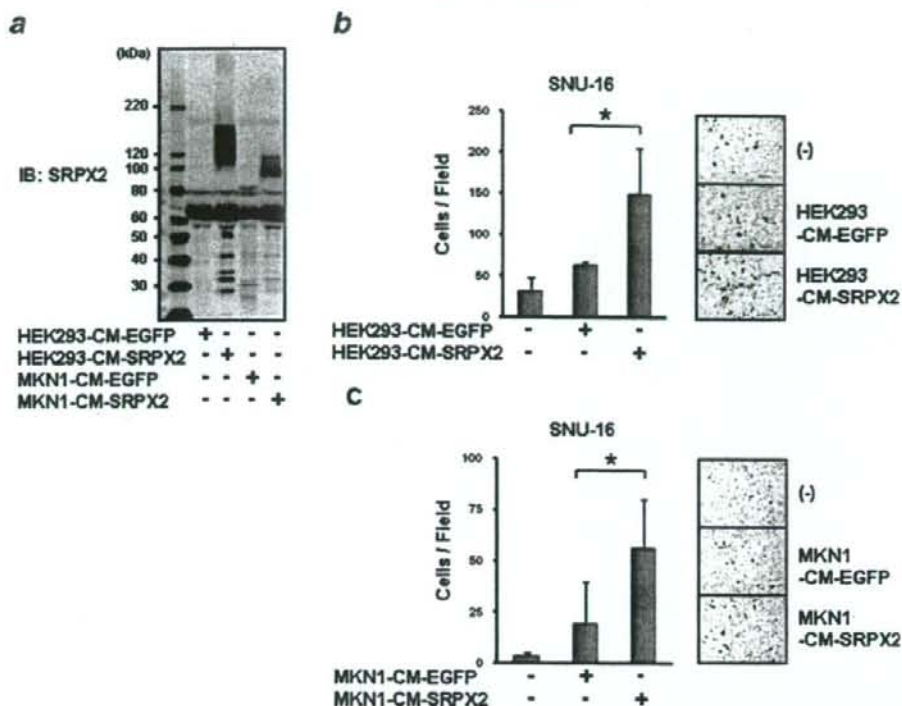 a
(kDa)
220
120
100
80
60
50
40
30
IB: SRPX2
HEK293-CM-EGFP + - - -
HEK293-CM-SRPX2 - + - -
MKN1-CM-EGFP - - + -
MKN1-CM-SRPX2 - - - +
b
SNU-16
Cells / Field
250
200
150
100
50
0
*
HEK293-CM-EGFP - + -
HEK293-CM-SRPX2 - - +
(-)
HEK293
-CM-EGFP
HEK293
-CM-SRPX2
c
SNU-16
Cells / Field
100
75
50
25
0
*
MKN1-CM-EGFP - + -
MKN1-CM-SRPX2 - - +
(-)
MKN1
-CM-EGFP
MKN1
-CM-SRPX2